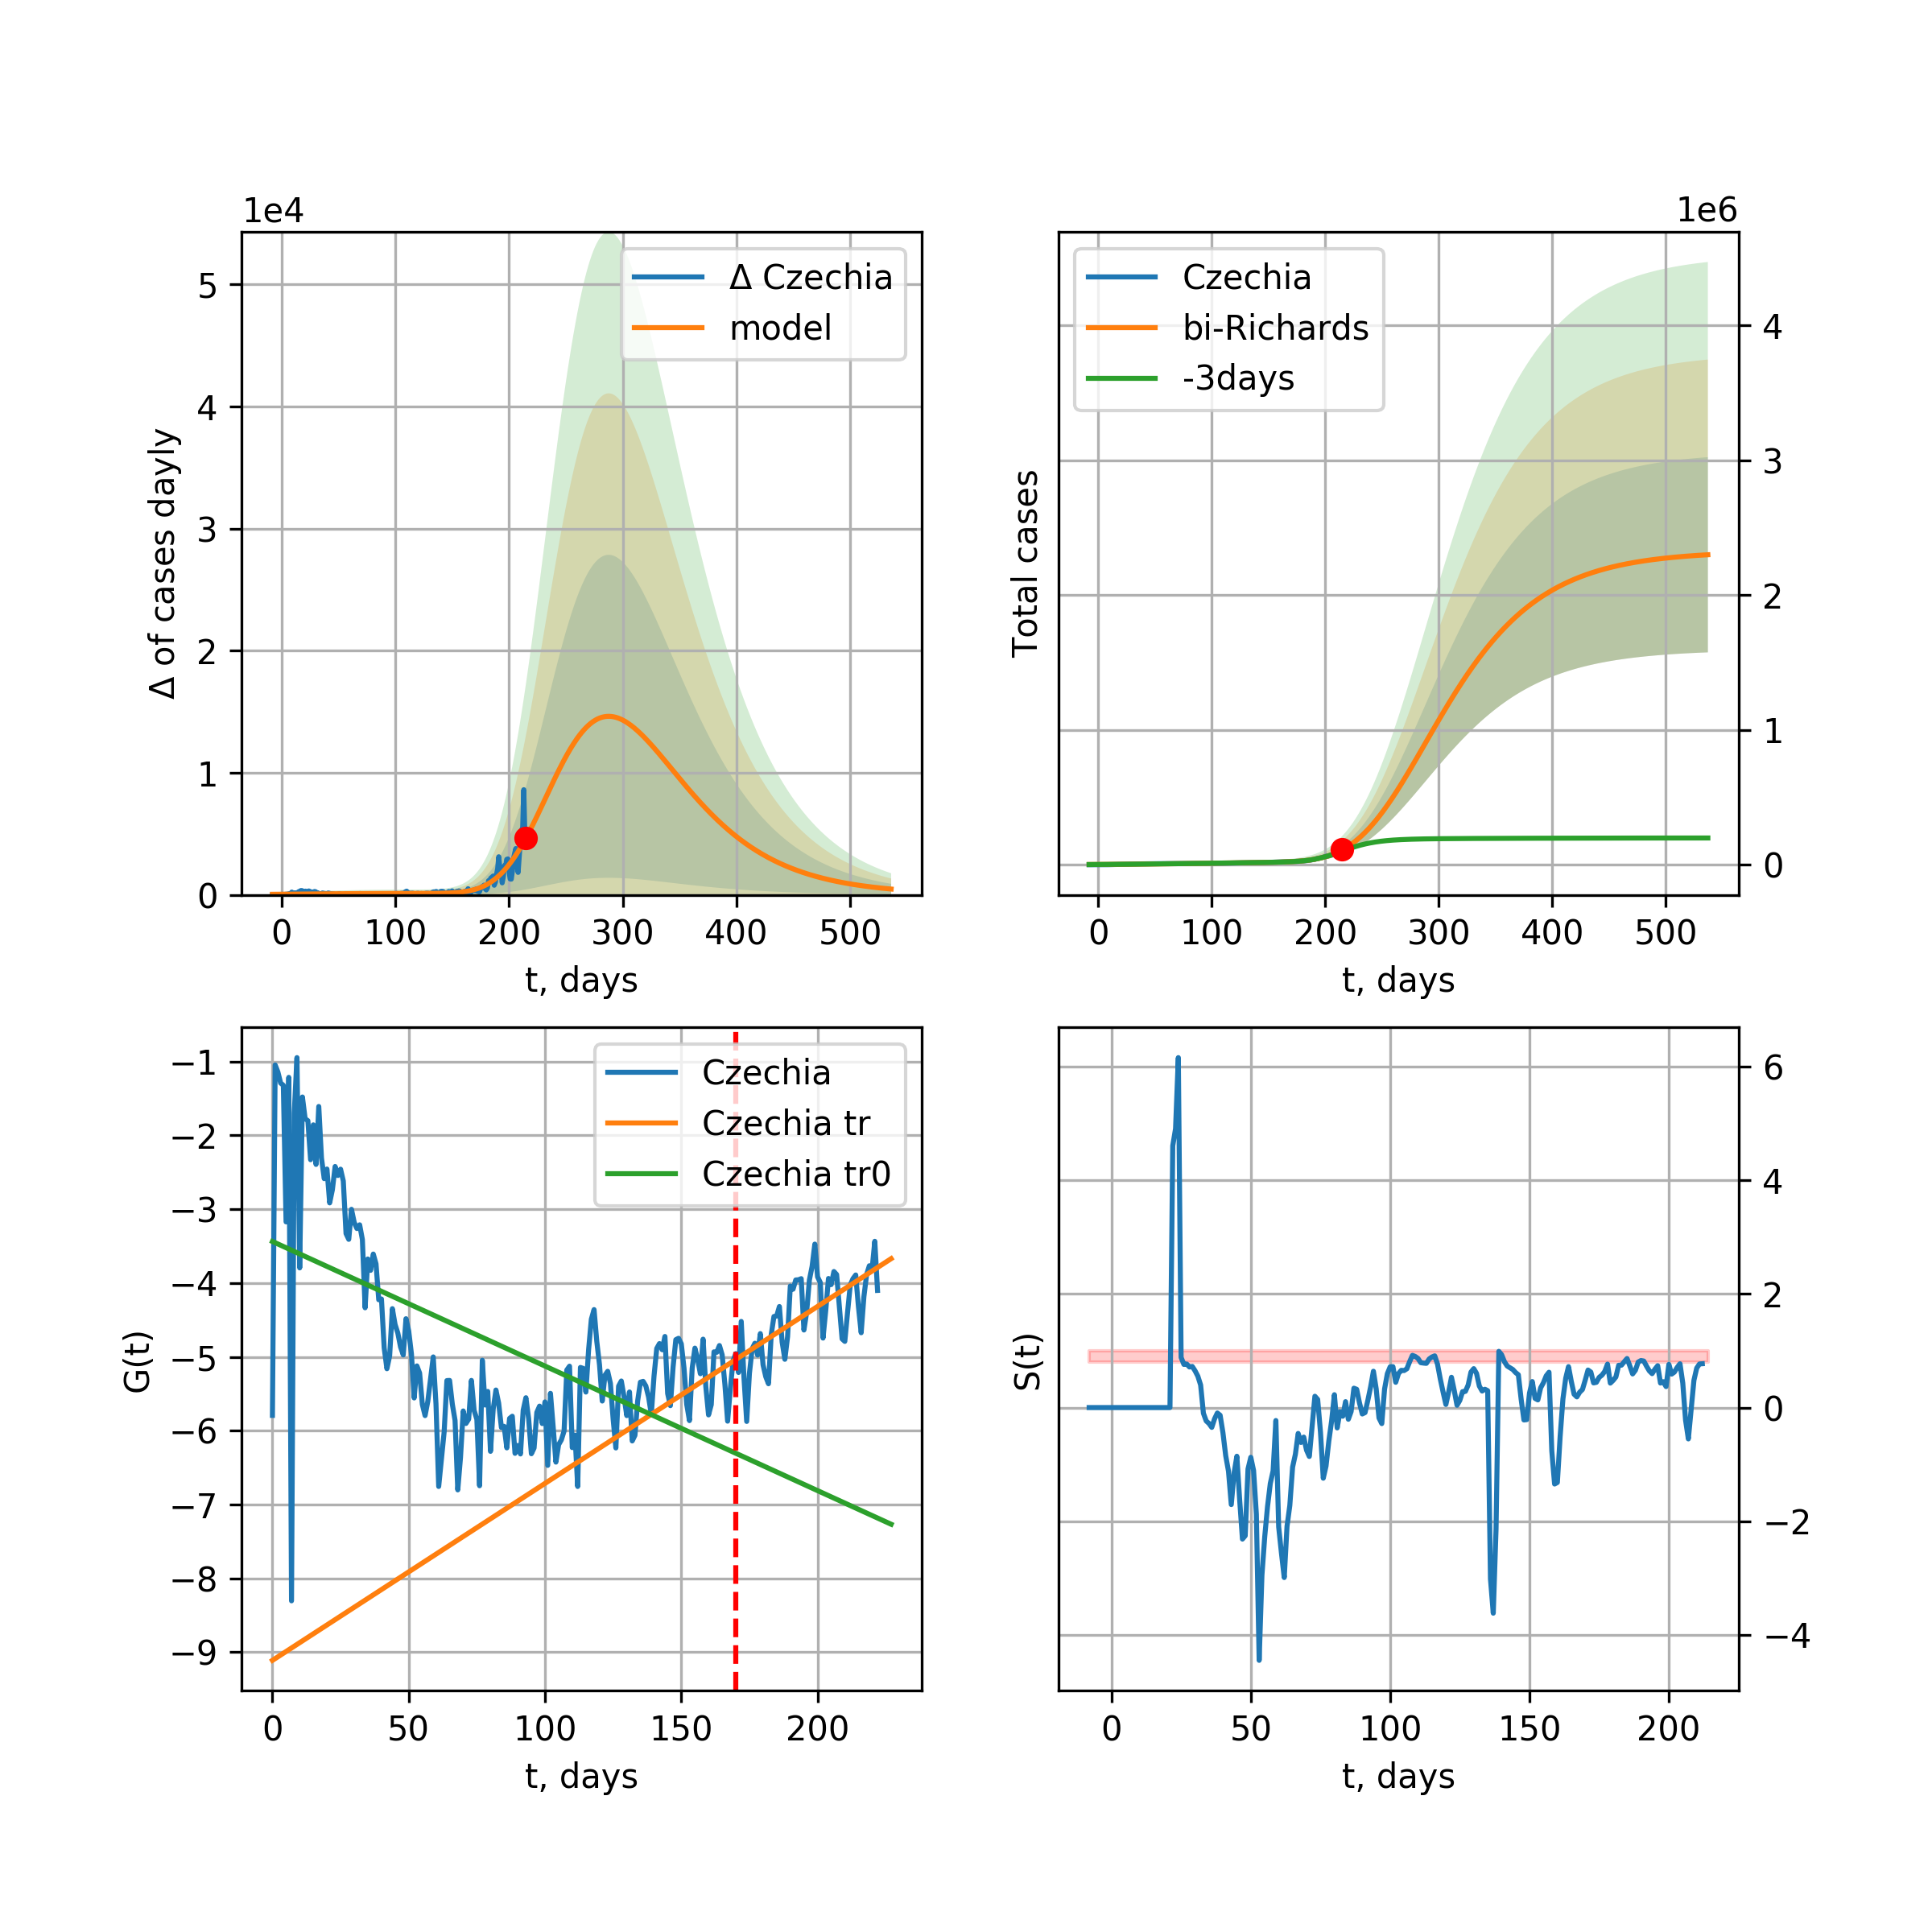 1e4
5
4
3
2
1
0
Δ of cases dayly
Δ Czechia
model
0 100 200 300 400 500
t, days
1e6
Total cases
Czechia
bi-Richards
-3days
4
3
2
1
0
0 100 200 300 400 500
t, days
−1
−2
−3
−4
−5
−6
−7
−8
−9
G(t)
Czechia
Czechia tr
Czechia tr0
0 50 100 150 200
t, days
S(t)
6
4
2
0
−2
−4
0 50 100 150 200
t, days